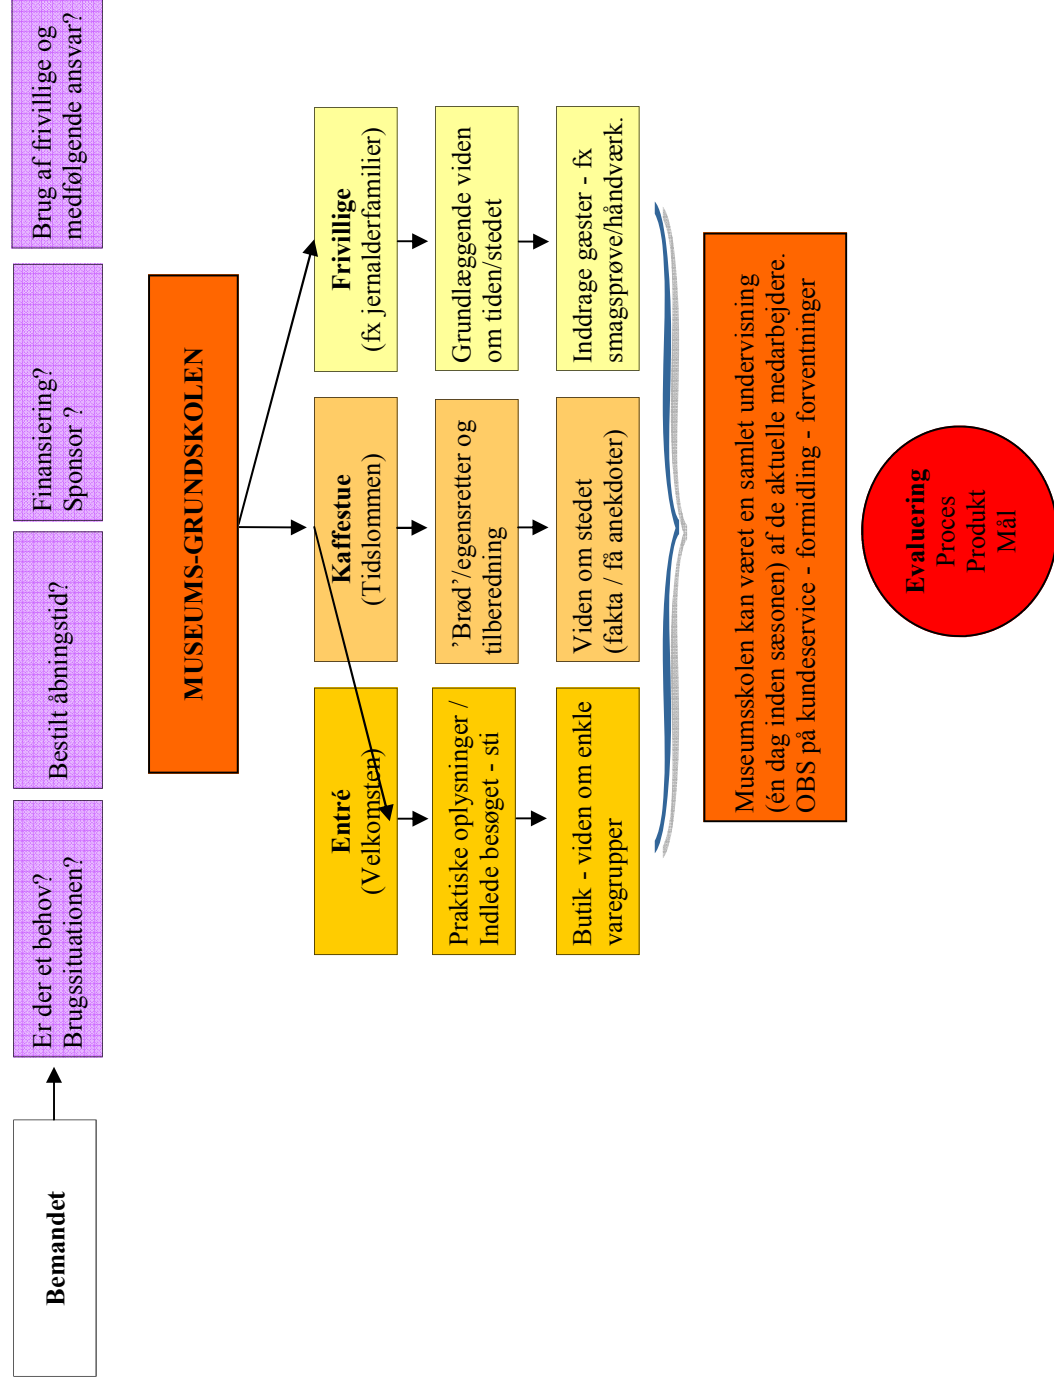 Bemandet
Er der et behov?
Brugssituationen?
Bestilt åbningstid?
Finansiering?
Sponsor ?
Brug af frivillige og
medfølgende ansvar?
MUSEUMS-GRUNDSKOLEN
Entré
(Velkomsten)
Kaffestue
(Tidslommen)
Frivillige
(fx jernalderfamilier)
Praktiske oplysninger /
Indlede besøget - sti
’Brød’/egensretter og
tilberedning
Grundlæggende viden
om tiden/stedet
Butik - viden om enkle
varegrupper
Viden om stedet
(fakta / få anekdoter)
Inddrage gæster - fx
smagsprøve/håndværk.
Museumsskolen kan været en samlet undervisning
(én dag inden sæsonen) af de aktuelle medarbejdere.
OBS på kundeservice - formidling - forventninger
Evaluering
Proces
Produkt
Mål